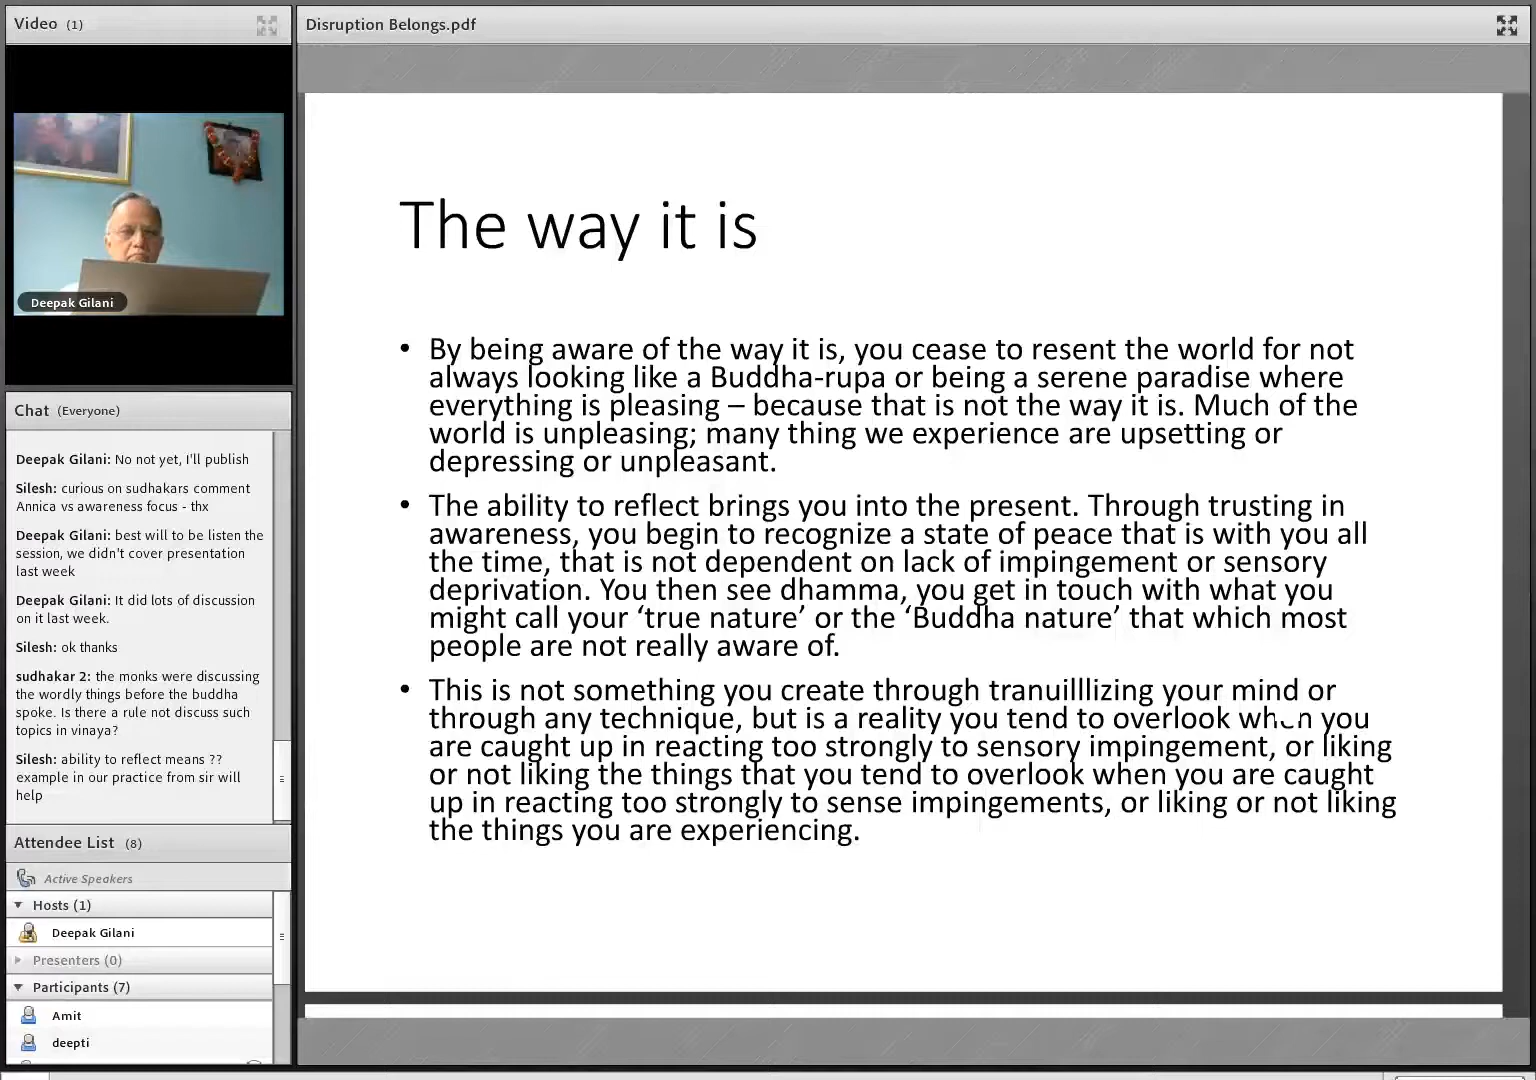 Video (1)
Deepak Gilani
Chat (Everyone)
Deepak Gilani: No not yet, I'll publish
Silesh: curious on sudhakars comment
Annica vs awareness focus - thx
Deepak Gilani: best will to be listen the
session, we didn't cover presentation
last week
Deepak Gilani: It did lots of discussion
on it last week.
Silesh: ok thanks
sudhakar 2: the monks were discussing
the wordly things before the buddha
spoke. Is there a rule not discuss such
topics in vinaya?
Silesh: ability to reflect means ??
example in our practice from sir will
help
Attendee List (8)
Active Speakers
Hosts (1)
Deepak Gilani
Presenters (0)
Participants (7)
Amit
deepti
Disruption Belongs.pdf
The way it is
• By being aware of the way it is, you cease to resent the world for not
always looking like a Buddha-rupa or being a serene paradise where
everything is pleasing – because that is not the way it is. Much of the
world is unpleasing; many thing we experience are upsetting or
depressing or unpleasant.
• The ability to reflect brings you into the present. Through trusting in
awareness, you begin to recognize a state of peace that is with you all
the time, that is not dependent on lack of impingement or sensory
deprivation. You then see dhamma, you get in touch with what you
might call your ‘true nature’ or the ‘Buddha nature’ that which most
people are not really aware of.
• This is not something you create through tranuilllizing your mind or
through any technique, but is a reality you tend to overlook when you
are caught up in reacting too strongly to sensory impingement, or liking
or not liking the things that you tend to overlook when you are caught
up in reacting too strongly to sense impingements, or liking or not liking
the things you are experiencing.